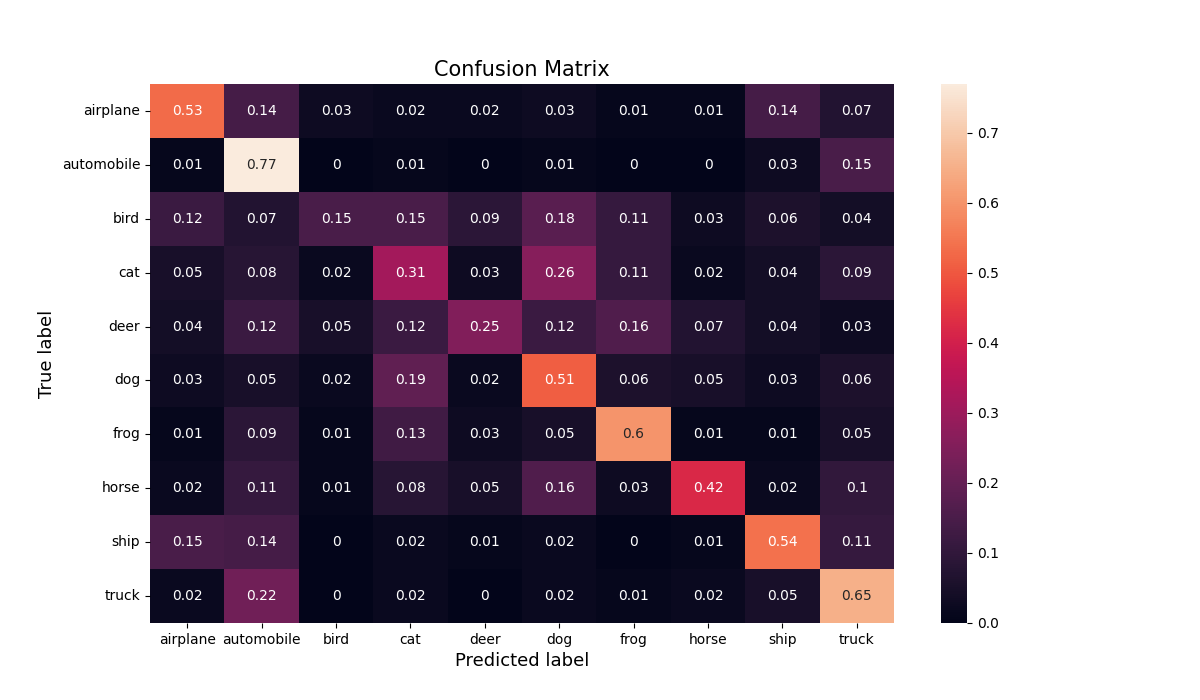 Confusion Matrix
airplane 0.53 0.14 0.03 0.02 0.02 0.03 0.01 0.01 0.14 0.07
automobile 0.01 0.77 0 0.01 0 0.01 0 0 0.03 0.15
bird 0.12 0.07 0.15 0.15 0.09 0.18 0.11 0.03 0.06 0.04
cat 0.05 0.08 0.02 0.31 0.03 0.26 0.11 0.02 0.04 0.09
deer 0.04 0.12 0.05 0.12 0.25 0.12 0.16 0.07 0.04 0.03
dog 0.03 0.05 0.02 0.19 0.02 0.51 0.06 0.05 0.03 0.06
frog 0.01 0.09 0.01 0.13 0.03 0.05 0.6 0.01 0.01 0.05
horse 0.02 0.11 0.01 0.08 0.05 0.16 0.03 0.42 0.02 0.1
ship 0.15 0.14 0 0.02 0.01 0.02 0 0.01 0.54 0.11
truck 0.02 0.22 0 0.02 0 0.02 0.01 0.02 0.05 0.65
airplane automobile bird cat deer dog frog horse ship truck
Predicted label
True label
0.7
0.6
0.5
0.4
0.3
0.2
0.1
0.0